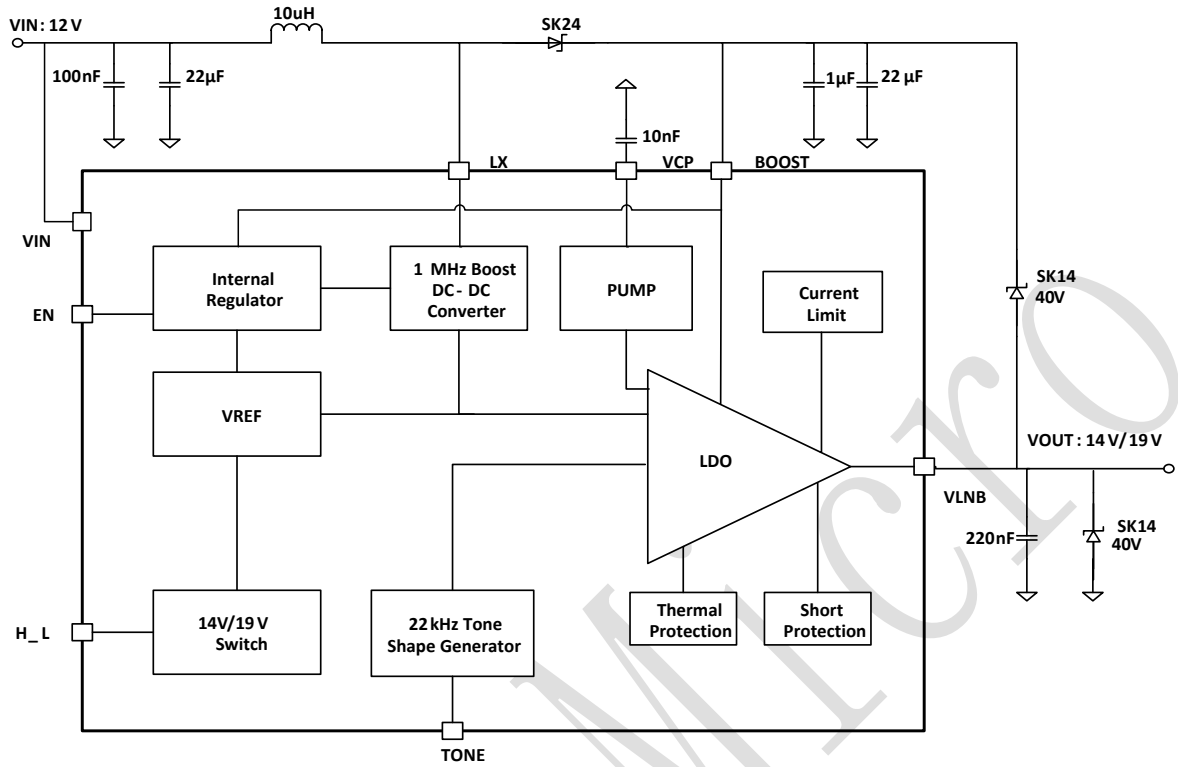 VIN : 12 V
10uH
SK24
100nF
22µF
10nF
1µF
22 µF
LX
VCP
BOOST
VIN
EN
H_L
Internal
Regulator
1 MHz Boost
DC - DC
Converter
PUMP
Current
Limit
SK14
40V
VREF
LDO
VOUT : 14 V/19 V
VLNB
220nF
SK14
40V
14V/19 V
Switch
22 kHz Tone
Shape Generator
Thermal
Protection
Short
Protection
TONE
Micro